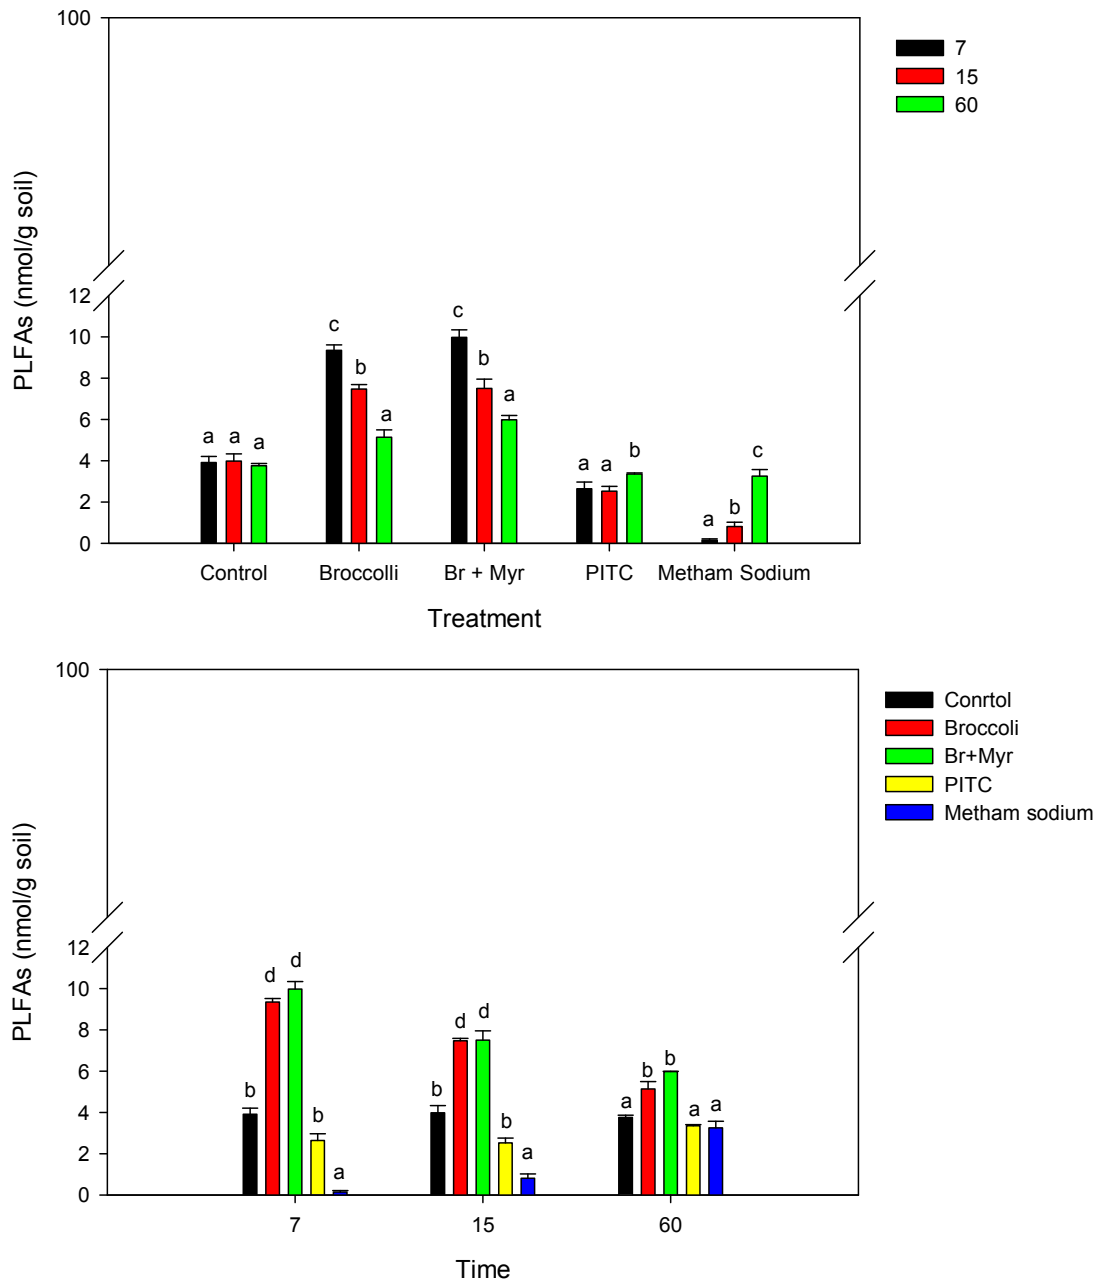 100
7
15
60
PLFAs (nmol/g soil)
12
10
8
6
4
2
0
c
c
b
b
a
a
a a a
a a b
a b c
Control Broccolli Br + Myr PITC Metham Sodium
Treatment
100
Conrtol
Broccoli
Br+Myr
PITC
Metham sodium
PLFAs (nmol/g soil)
12
10
8
6
4
2
0
b d d b a
b d d b a
a b b a a
7 15 60
Time